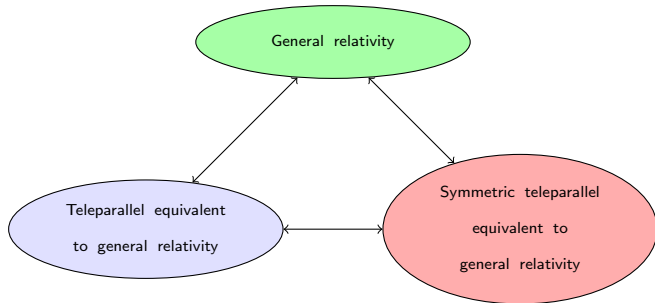 General relativity
Teleparallel equivalent
to general relativity
Symmetric teleparallel
equivalent to
general relativity